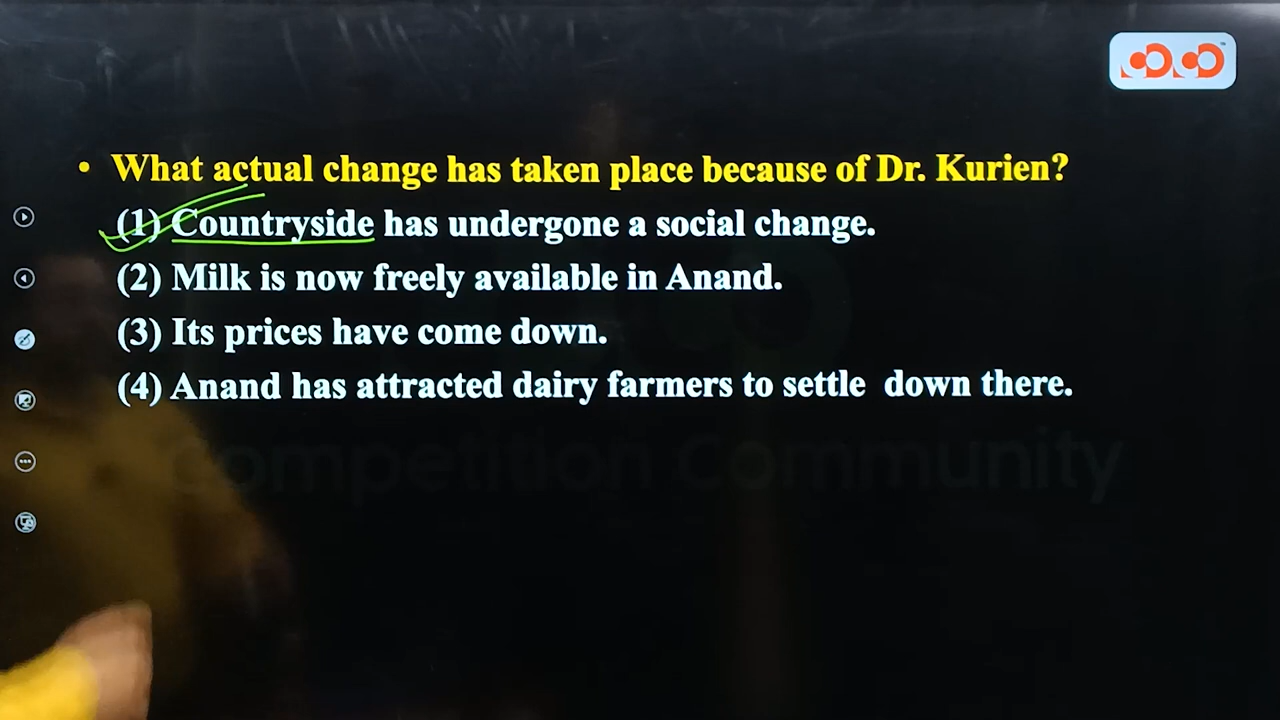 • What actual change has taken place because of Dr. Kurien?
(1) Countryside has undergone a social change.
(2) Milk is now freely available in Anand.
(3) Its prices have come down.
(4) Anand has attracted dairy farmers to settle down there.
Competition Community